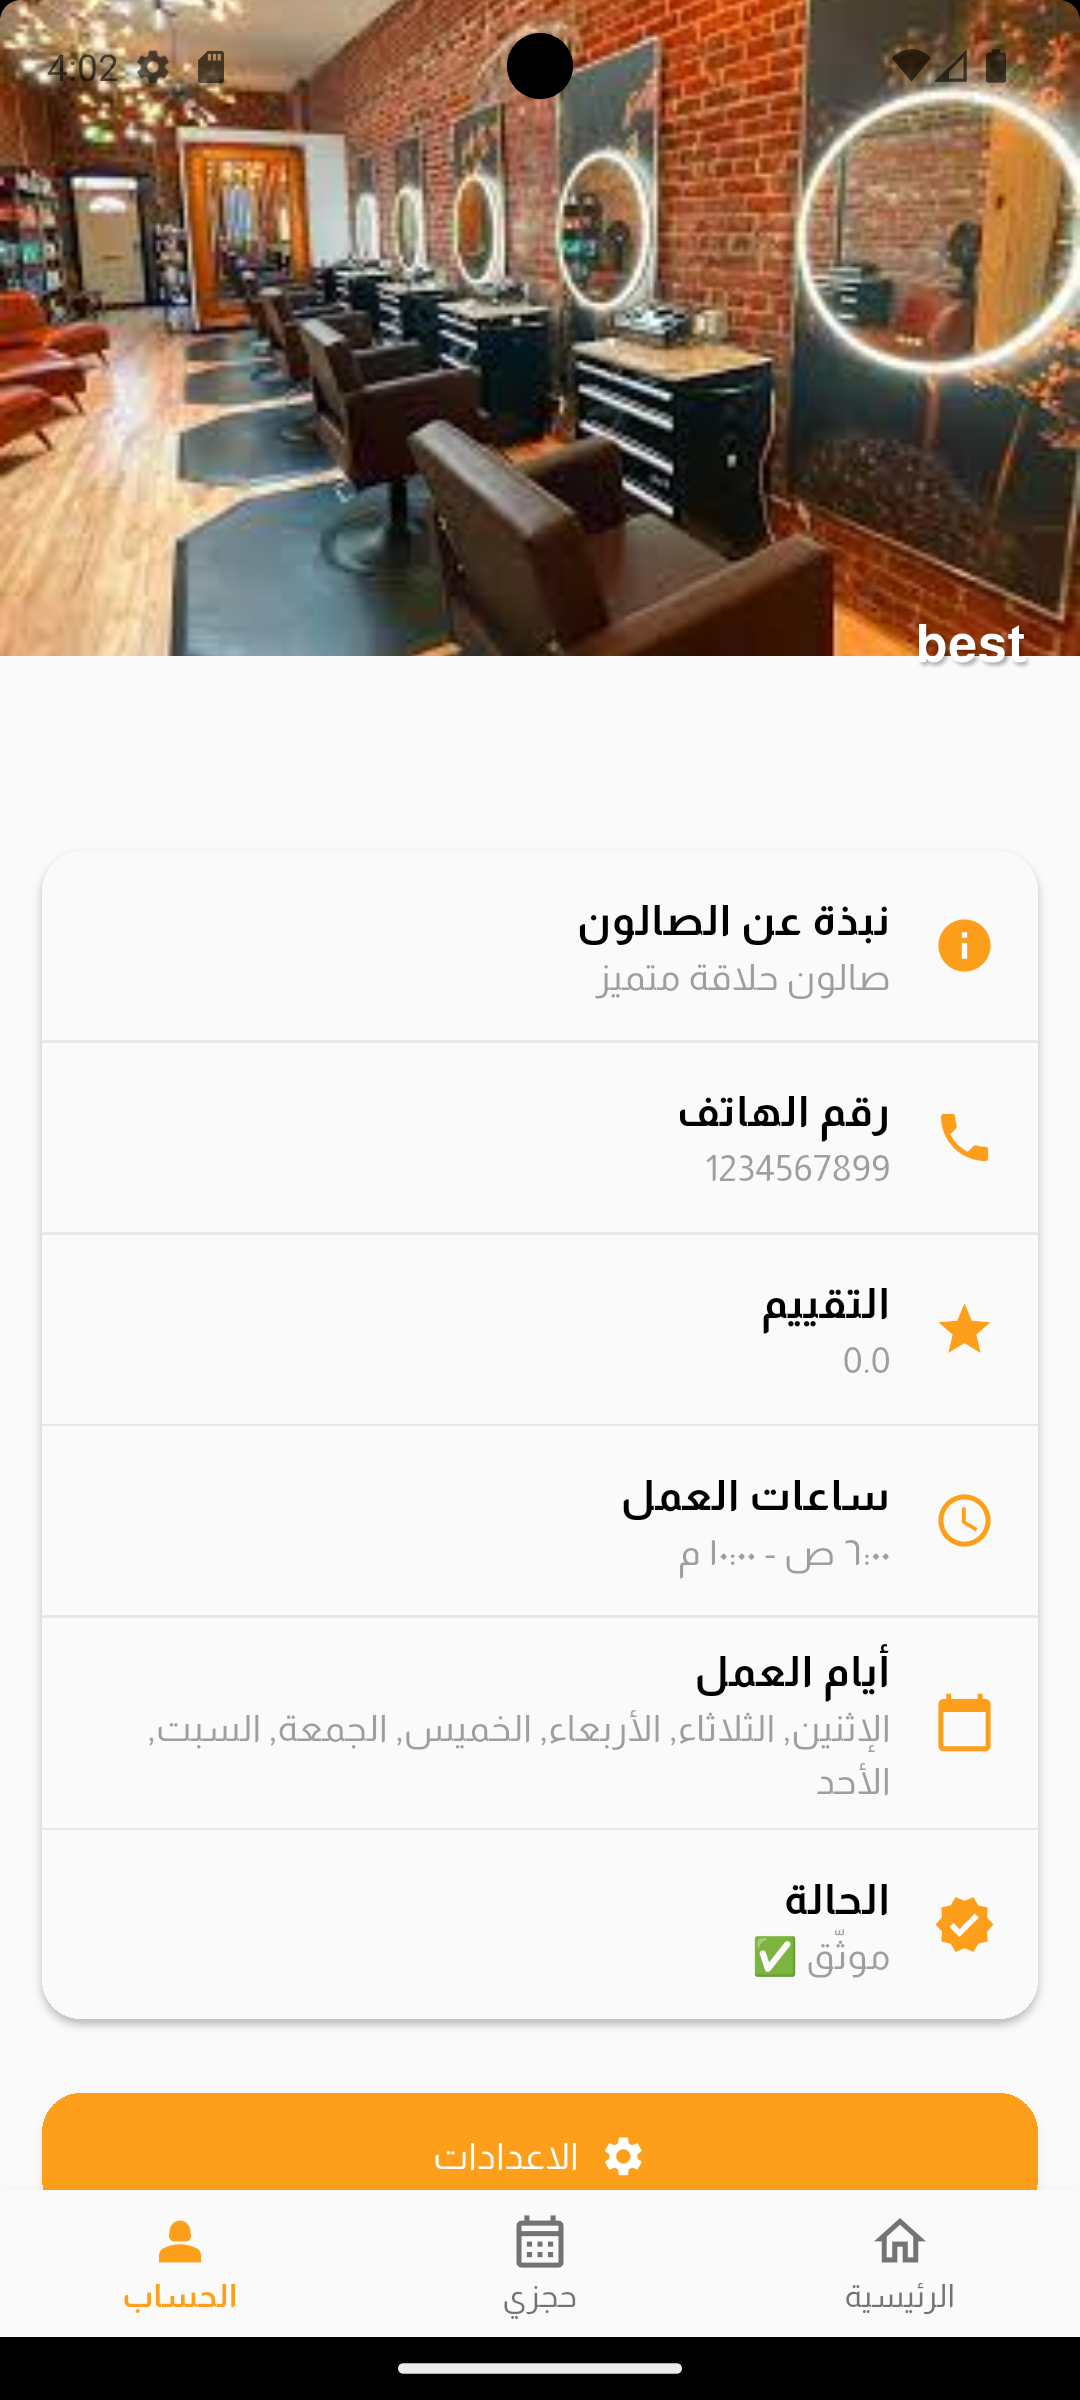 4:02
best
نبذة عن الصالون
صالون حلاقة متميز
رقم الهاتف
1234567899
التقييم
0.0
ساعات العمل
٦:٠٠ ص - ١٠:٠٠ م
أيام العمل
الإثنين, الثلاثاء, الأربعاء, الخميس, الجمعة, السبت,
الأحد
الحالة
موثّق ✅
الاعدادات
الرئيسية
حجزي
الحساب